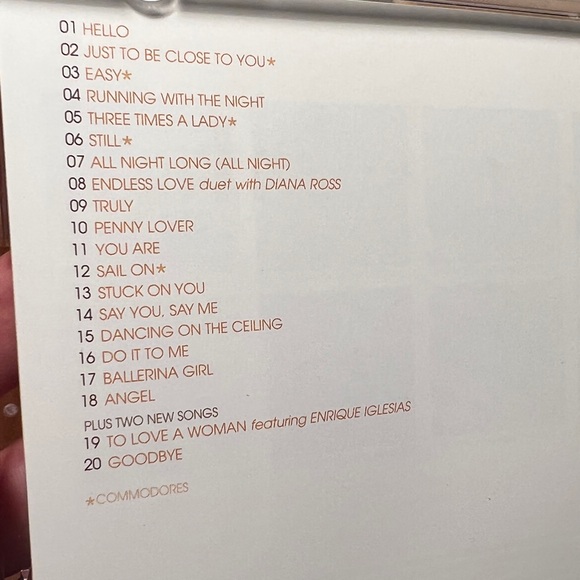 01 HELLO
02 JUST TO BE CLOSE TO YOU*
03 EASY*
04 RUNNING WITH THE NIGHT
05 THREE TIMES A LADY*
06 STILL*
07 ALL NIGHT LONG (ALL NIGHT)
08 ENDLESS LOVE duet with DIANA ROSS
09 TRULY
10 PENNY LOVER
11 YOU ARE
12 SAIL ON*
13 STUCK ON YOU
14 SAY YOU, SAY ME
15 DANCING ON THE CEILING
16 DO IT TO ME
17 BALLERINA GIRL
18 ANGEL
PLUS TWO NEW SONGS
19 TO LOVE A WOMAN featuring ENRIQUE IGLESIAS
20 GOODBYE
*COMMODORES